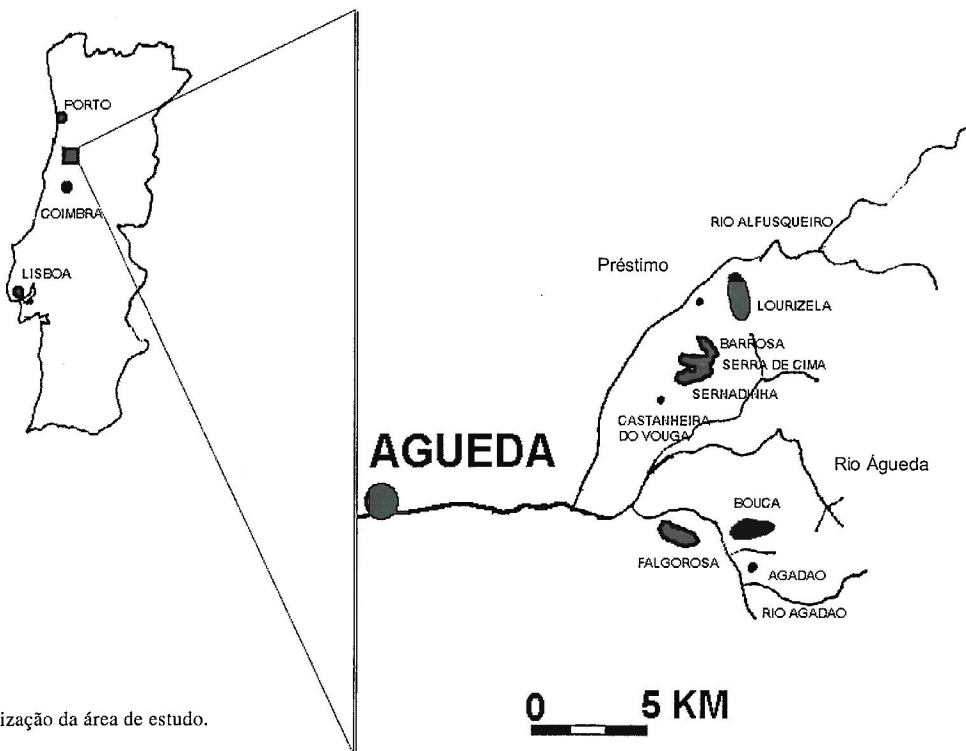 PORTO
COIMBRA
LISBOA
RIO ALFUSQUEIRO
Préstimo
LOURIZELA
BARROSA
SERRA DE CIMA
SERNADINHA
CASTANHEIRA
DO VOUGA
AGUEDA
Rio Águeda
BOUCA
FALGOROSA
AGADAO
RIO AGADAO
0 5 KM
ização da área de estudo.